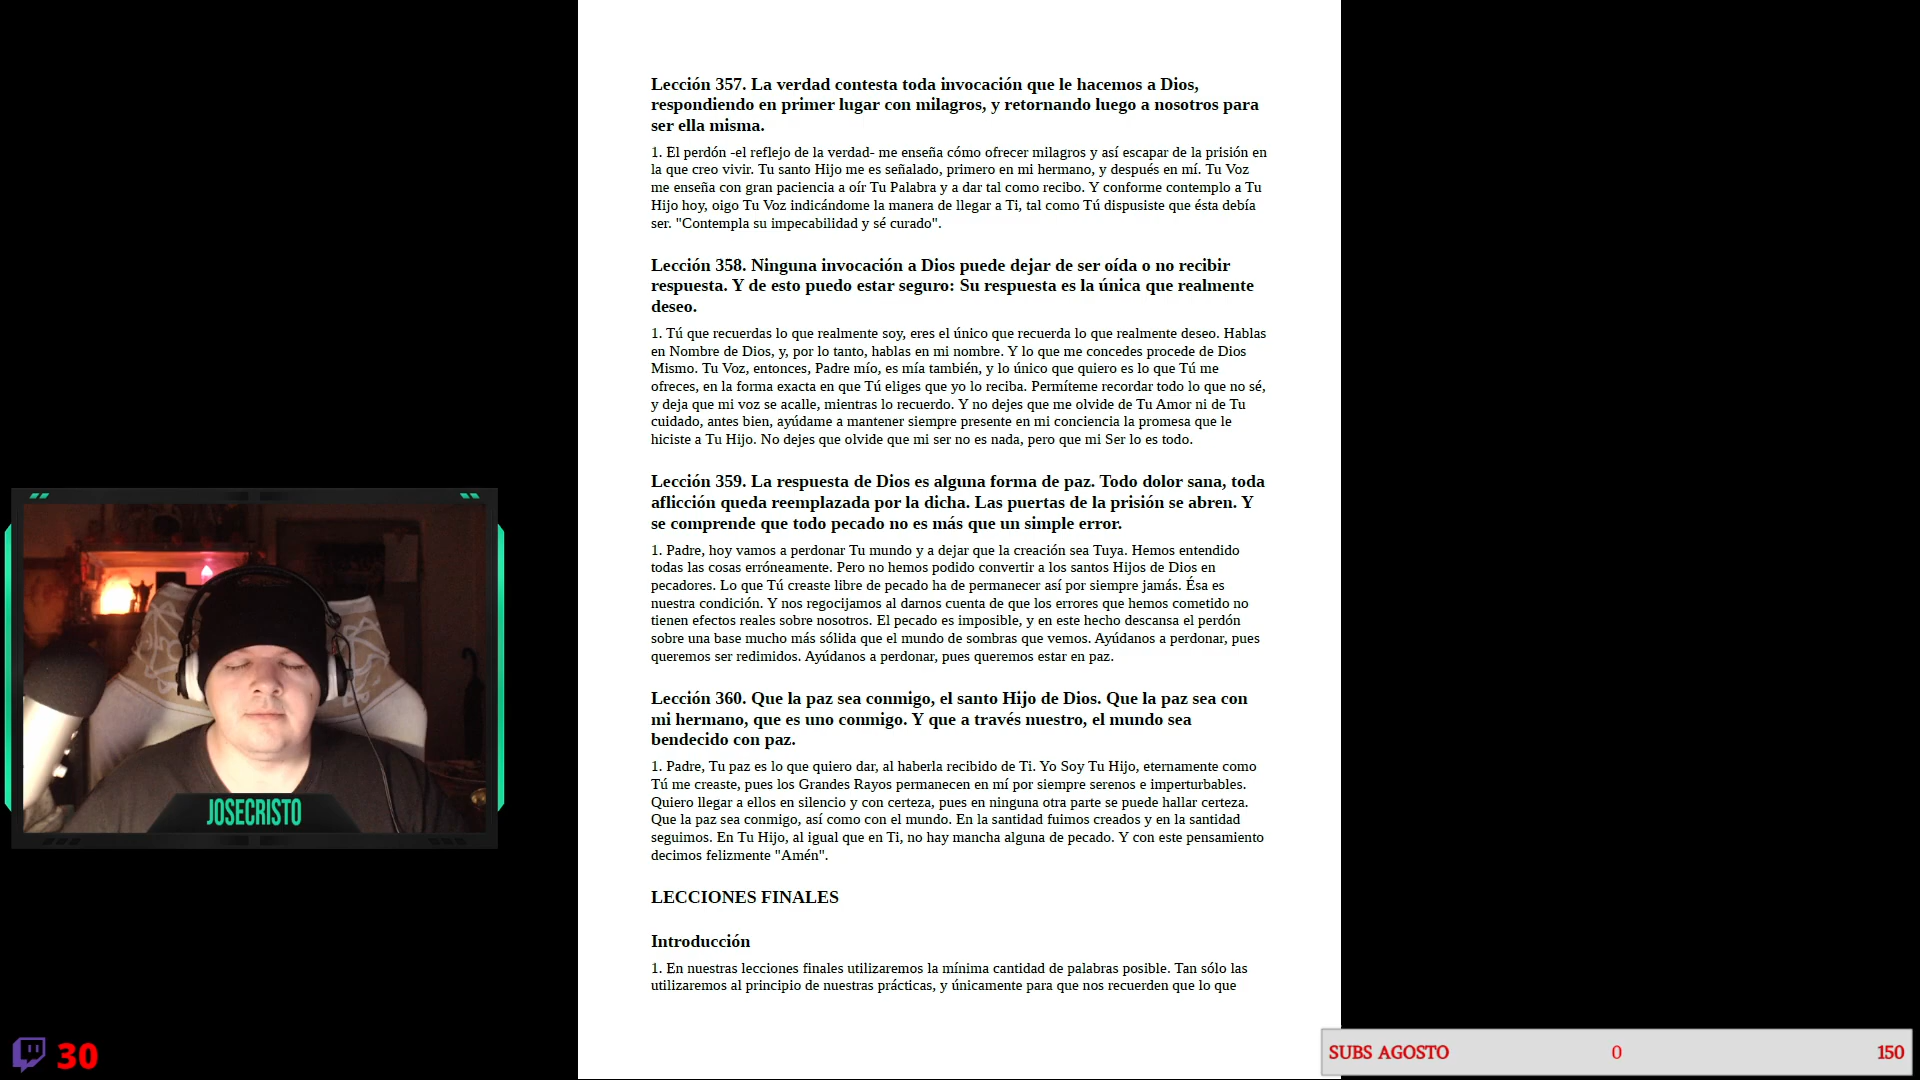 Lección 357. La verdad contesta toda invocación que le hacemos a Dios,
respondiendo en primer lugar con milagros, y retornando luego a nosotros para
ser ella misma.
1. El perdón -el reflejo de la verdad- me enseña cómo ofrecer milagros y así escapar de la prisión en
la que creo vivir. Tu santo Hijo me es señalado, primero en mi hermano, y después en mí. Tu Voz
me enseña con gran paciencia a oír Tu Palabra y a dar tal como recibo. Y conforme contemplo a Tu
Hijo hoy, oigo Tu Voz indicándome la manera de llegar a Ti, tal como Tú dispusiste que ésta debía
ser. "Contempla su impecabilidad y sé curado".
Lección 358. Ninguna invocación a Dios puede dejar de ser oída o no recibir
respuesta. Y de esto puedo estar seguro: Su respuesta es la única que realmente
deseo.
1. Tú que recuerdas lo que realmente soy, eres el único que recuerda lo que realmente deseo. Hablas
en Nombre de Dios, y, por lo tanto, hablas en mi nombre. Y lo que me concedes procede de Dios
Mismo. Tu Voz, entonces, Padre mío, es mía también, y lo único que quiero es lo que Tú me
ofreces, en la forma exacta en que Tú eliges que yo lo reciba. Permíteme recordar todo lo que no sé,
y deja que mi voz se acalle, mientras lo recuerdo. Y no dejes que me olvide de Tu Amor ni de Tu
cuidado, antes bien, ayúdame a mantener siempre presente en mi conciencia la promesa que le
hiciste a Tu Hijo. No dejes que olvide que mi ser no es nada, pero que mi Ser lo es todo.
Lección 359. La respuesta de Dios es alguna forma de paz. Todo dolor sana, toda
aflicción queda reemplazada por la dicha. Las puertas de la prisión se abren. Y
se comprende que todo pecado no es más que un simple error.
1. Padre, hoy vamos a perdonar Tu mundo y a dejar que la creación sea Tuya. Hemos entendido
todas las cosas erróneamente. Pero no hemos podido convertir a los santos Hijos de Dios en
pecadores. Lo que Tú creaste libre de pecado ha de permanecer así por siempre jamás. Ésa es
nuestra condición. Y nos regocijamos al darnos cuenta de que los errores que hemos cometido no
tienen efectos reales sobre nosotros. El pecado es imposible, y en este hecho descansa el perdón
sobre una base mucho más sólida que el mundo de sombras que vemos. Ayúdanos a perdonar, pues
queremos ser redimidos. Ayúdanos a perdonar, pues queremos estar en paz.
Lección 360. Que la paz sea conmigo, el santo Hijo de Dios. Que la paz sea con
mi hermano, que es uno conmigo. Y que a través nuestro, el mundo sea
bendecido con paz.
1. Padre, Tu paz es lo que quiero dar, al haberla recibido de Ti. Yo Soy Tu Hijo, eternamente como
Tú me creaste, pues los Grandes Rayos permanecen en mí por siempre serenos e imperturbables.
Quiero llegar a ellos en silencio y con certeza, pues en ninguna otra parte se puede hallar certeza.
Que la paz sea conmigo, así como con el mundo. En la santidad fuimos creados y en la santidad
seguimos. En Tu Hijo, al igual que en Ti, no hay mancha alguna de pecado. Y con este pensamiento
decimos felizmente "Amén".
LECCIONES FINALES
Introducción
1. En nuestras lecciones finales utilizaremos la mínima cantidad de palabras posible. Tan sólo las
utilizaremos al principio de nuestras prácticas, y únicamente para que nos recuerden que lo que
JOSECRISTO
30
SUBS AGOSTO 0 150